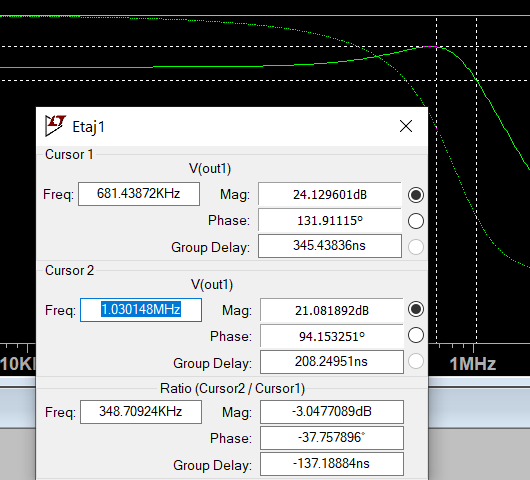 Etaj1
Cursor 1
V(out1)
Freq: 681.43872KHz Mag: 24.129601dB
Phase: 131.91115º
Group Delay: 345.43836ns
Cursor 2
V(out1)
Freq: 1.030148MHz Mag: 21.081892dB
Phase: 94.153251º
Group Delay: 208.24951ns
10K 1MHz
Ratio (Cursor2 / Cursor1)
Freq: 348.70924KHz Mag: -3.0477089dB
Phase: -37.757896°
Group Delay: -137.18884ns